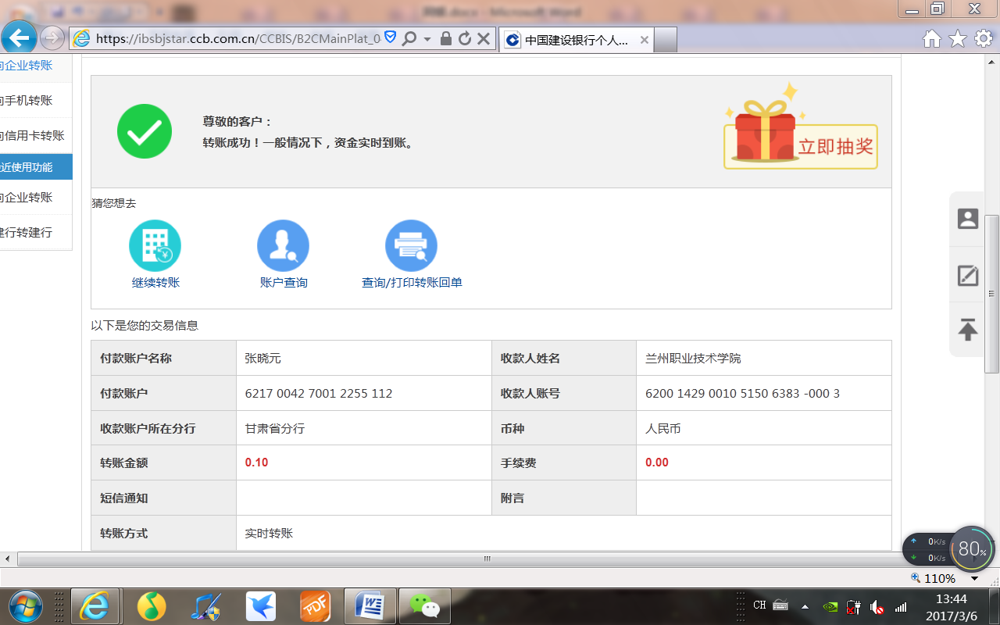 网银.docx - Microsoft Word
https://ibsbjstar.ccb.com.cn/CCBIS/B2CMainPlat_0
中国建设银行个人...
向企业转账
向手机转账
向信用卡转账
最近使用功能
向企业转账
建行转建行
尊敬的客户：
转账成功！一般情况下，资金实时到账。
立即抽奖
猜您想去
继续转账
账户查询
查询/打印转账回单
以下是您的交易信息
付款账户名称 张晓元 收款人姓名 兰州职业技术学院
付款账户 6217 0042 7001 2255 112 收款人账号 6200 1429 0010 5150 6383 -000 3
收款账户所在分行 甘肃省分行 币种 人民币
转账金额 0.10 手续费 0.00
短信通知 附言
转账方式 实时转账
0K/s
0K/s
80%
110%
PDF
CH
13:44
2017/3/6